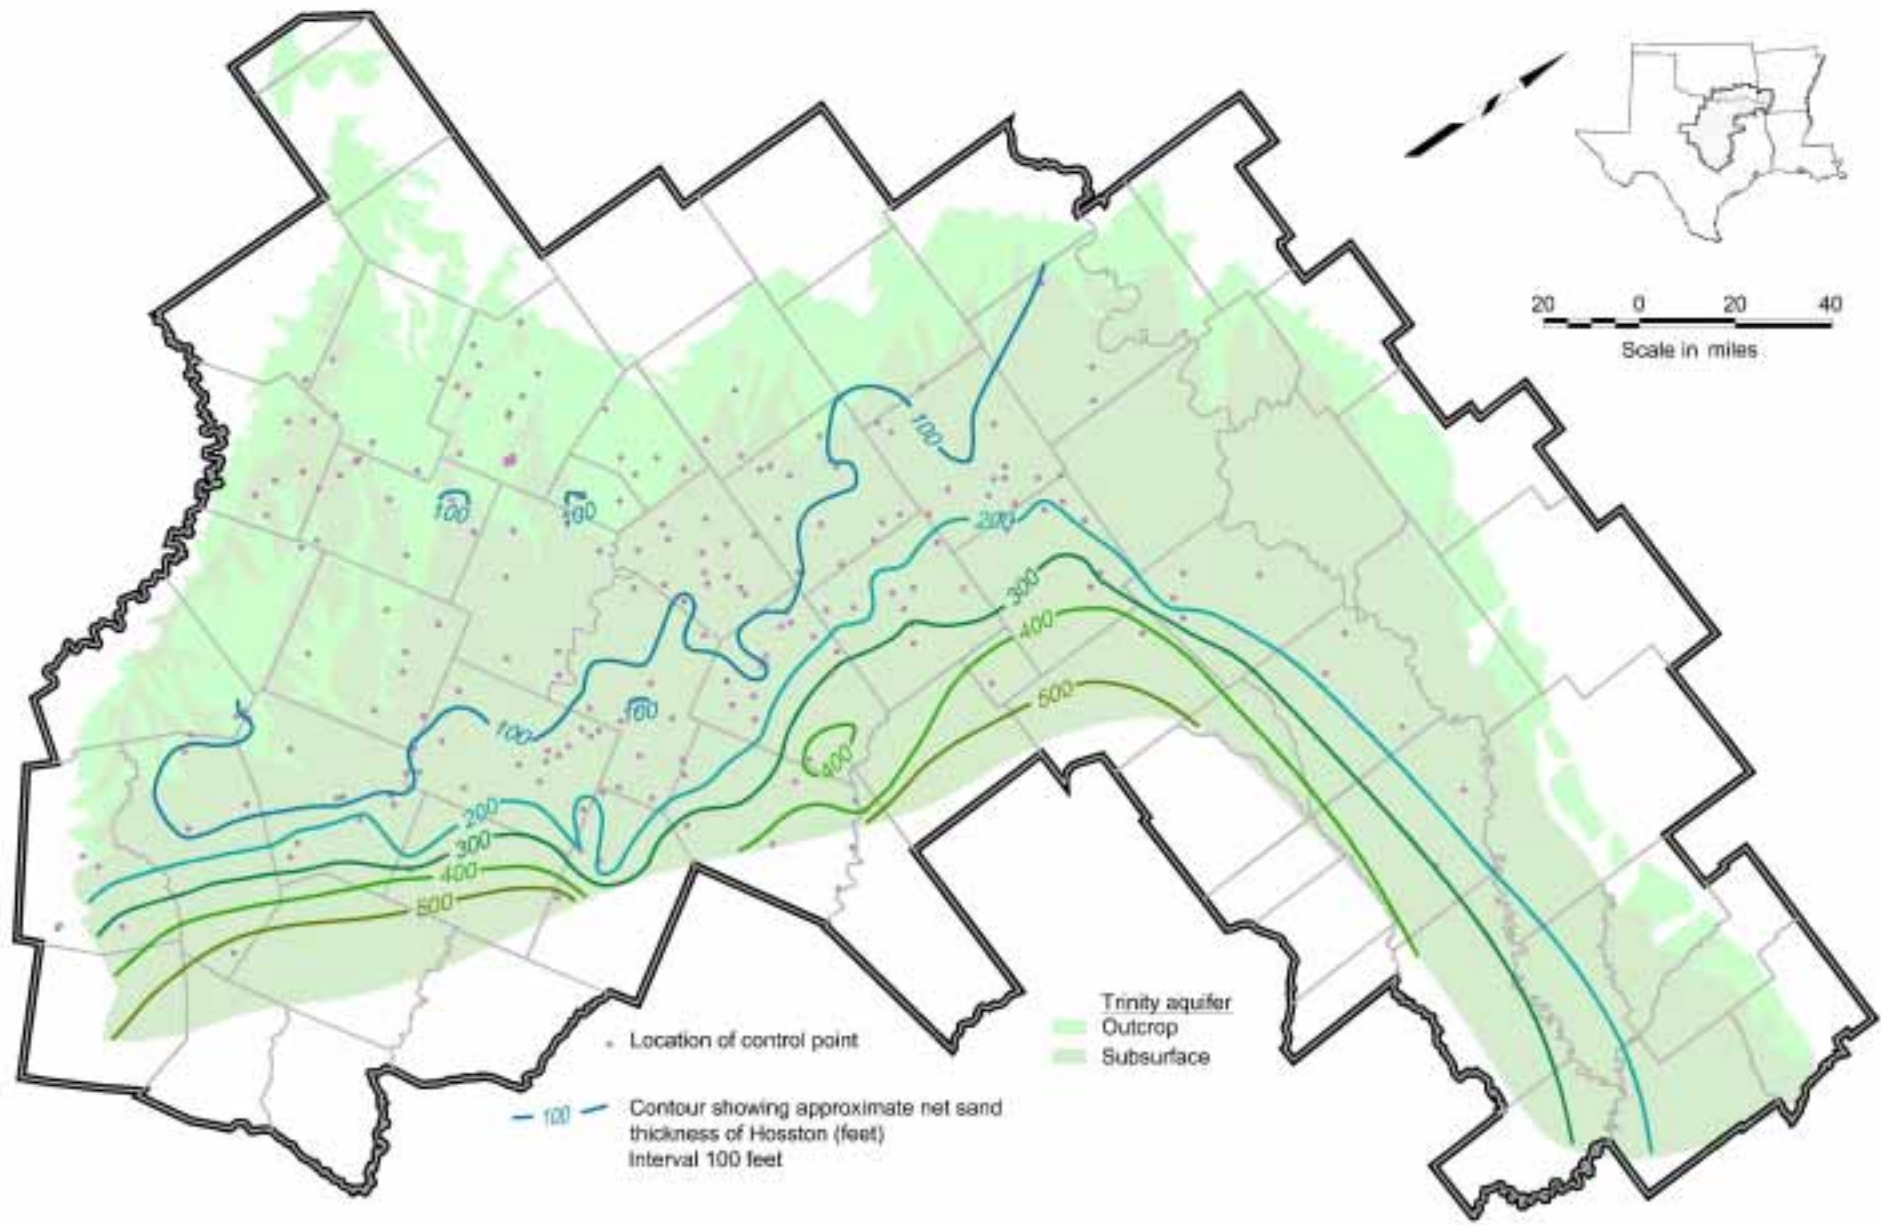 20 0 20 40
Scale in miles
100
200
300
400
100
100
500
100
400
100
200
300
400
500
Trinity aquifer
Outcrop
Subsurface
Location of control point
100
Contour showing approximate net sand
thickness of Hosston (feet)
Interval 100 feet